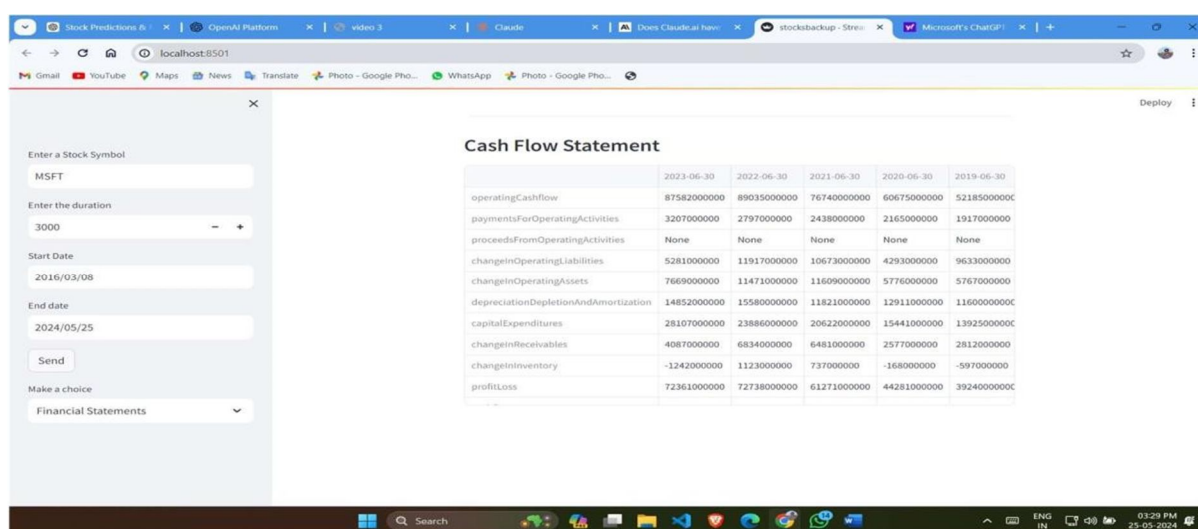 Stock Predictions &
OpenAI Platform
video 3
Claude
Does Claude.ai have
stocksbackup - Strea
Microsoft's ChatGPT
localhost:8501
Gmail YouTube Maps News Translate Photo - Google Pho... WhatsApp Photo - Google Pho...
Deploy
Enter a Stock Symbol
MSFT
Enter the duration
3000 - +
Start Date
2016/03/08
End date
2024/05/25
Send
Make a choice
Financial Statements
Cash Flow Statement
2023-06-30 2022-06-30 2021-06-30 2020-06-30 2019-06-30
operatingCashflow 87582000000 89035000000 76740000000 60675000000 5218500000
paymentsForOperatingActivities 3207000000 2797000000 2438000000 2165000000 1917000000
proceedsFromOperatingActivities None None None None None
changeInOperatingLiabilities 5281000000 11917000000 10673000000 4293000000 9633000000
changeInOperatingAssets 7669000000 11471000000 11609000000 5776000000 5767000000
depreciationDepletionAndAmortization 14852000000 15580000000 11821000000 12911000000 1160000000
capitalExpenditures 28107000000 23886000000 20622000000 15441000000 1392500000
changeInReceivables 4087000000 6834000000 6481000000 2577000000 2812000000
changeInInventory -1242000000 1123000000 737000000 -168000000 -597000000
profitLoss 72361000000 72738000000 61271000000 44281000000 3924000000
Search
ENG
IN
03:29 PM
25-05-2024